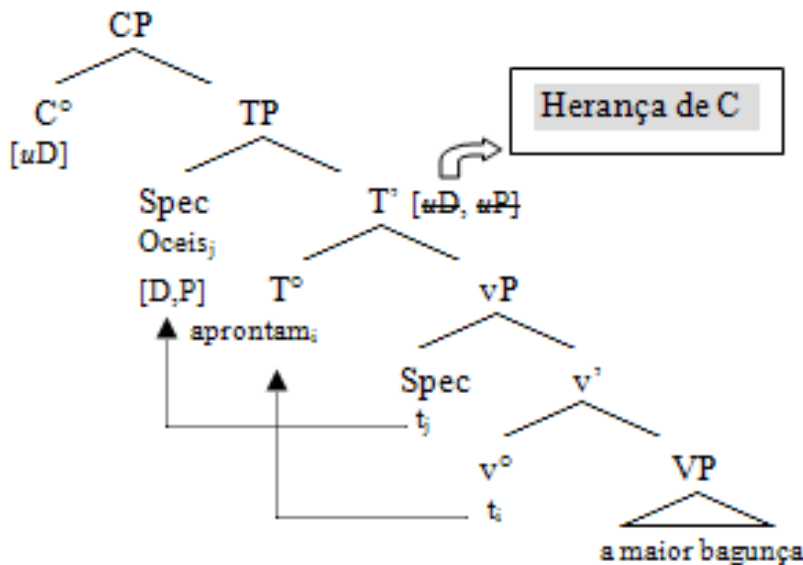 CP
Herança de C
C° TP
[uD]
Spec T’ [uD, uP]
Oceisⱼ
[D,P] T° vP
aprontamᵢ
Spec v’
tⱼ
v° VP
tᵢ
a maior bagunça